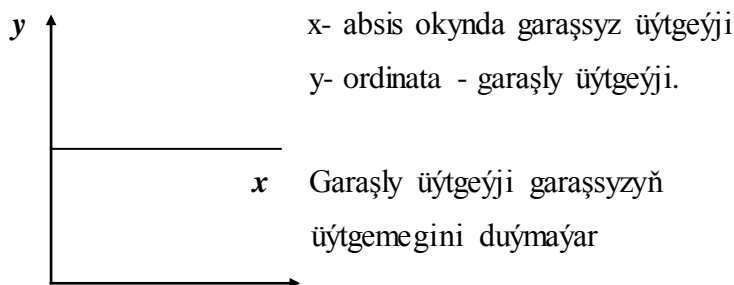 y x- absis okynda garaşsyz üýtgeýji
y- ordinata - garaşly üýtgeýji.
x Garaşly üýtgeýji garaşsyzyň
üýtgemegini duýmaýar